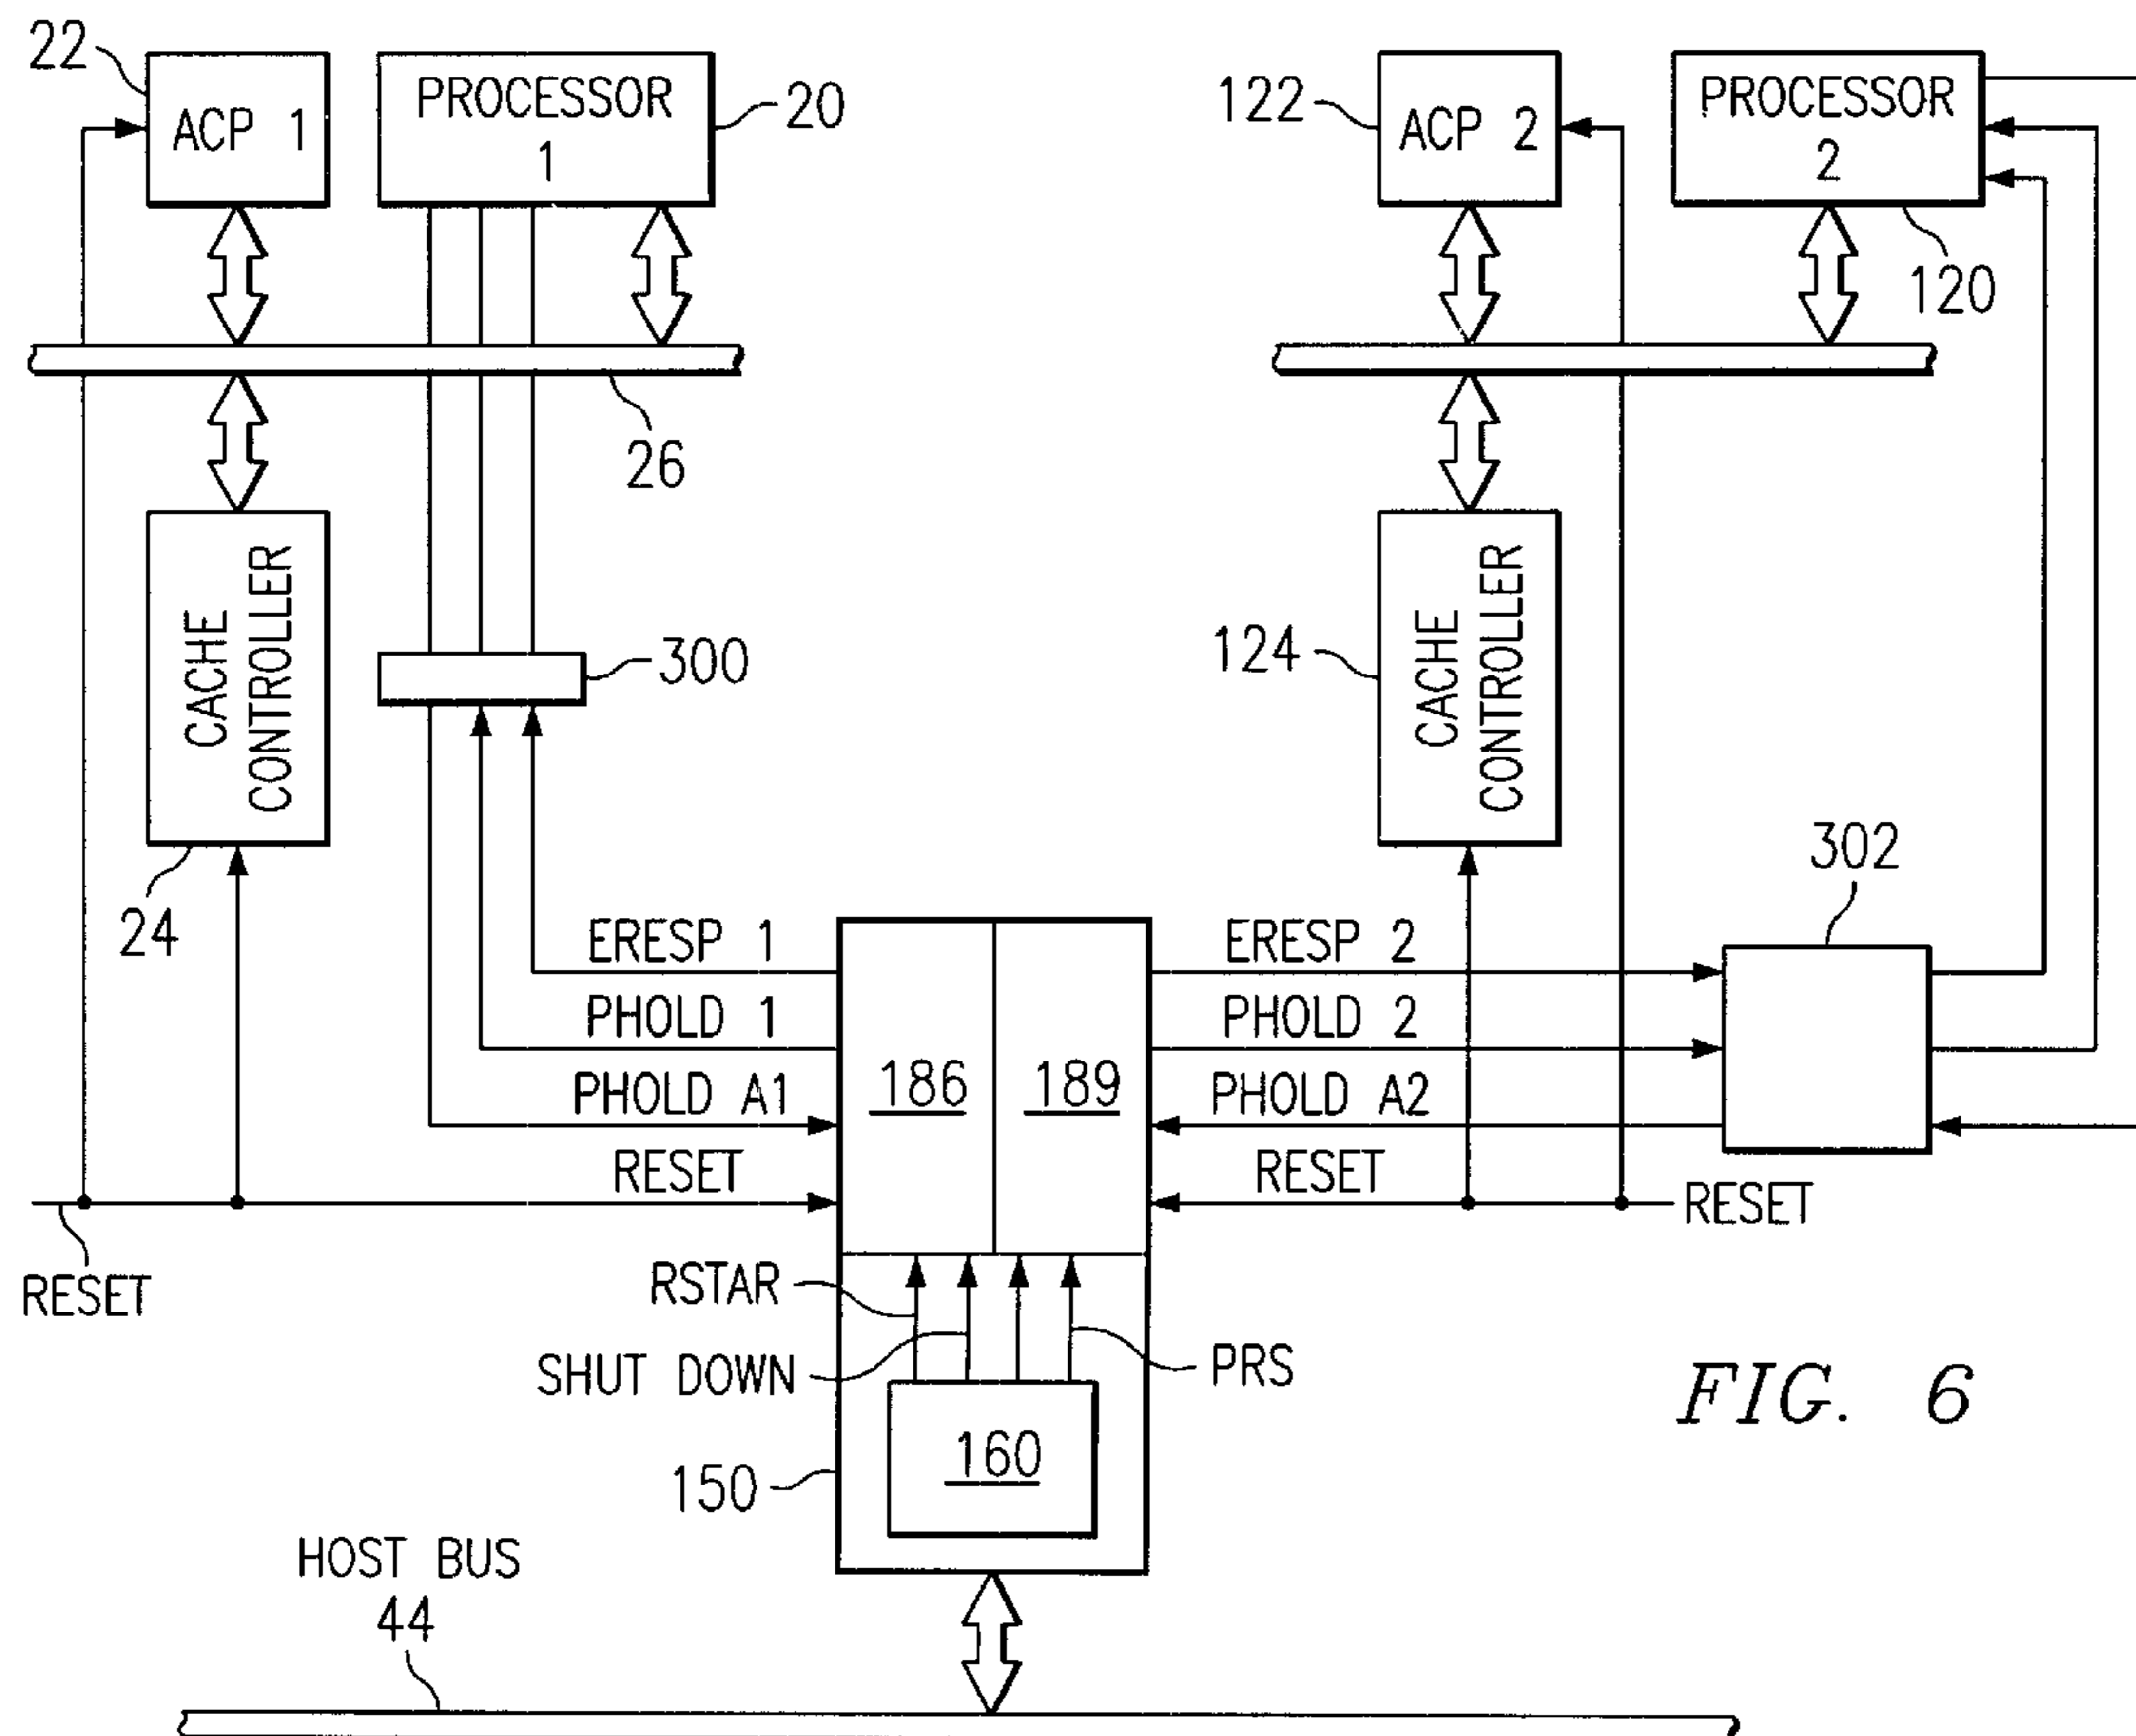 22
ACP 1
PROCESSOR
1
20
122
ACP 2
PROCESSOR
2
120
26
CACHE
CONTROLLER
24
300
124
CACHE
CONTROLLER
302
ERESP 1
PHOLD 1
PHOLD A1
RESET
186
189
ERESP 2
PHOLD 2
PHOLD A2
RESET
RESET
RESET
RSTAR
SHUT DOWN
PRS
160
150
HOST BUS
44
FIG. 6